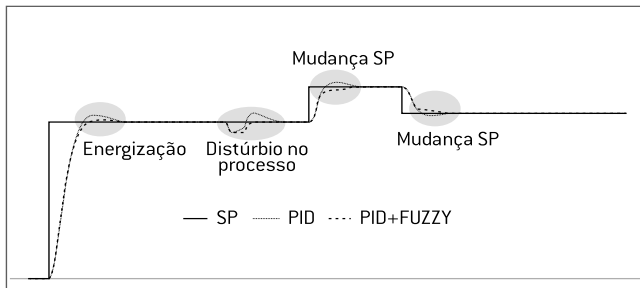 Mudança SP
Energização
Distúrbio no
processo
Mudança SP
SP
PID
PID+FUZZY